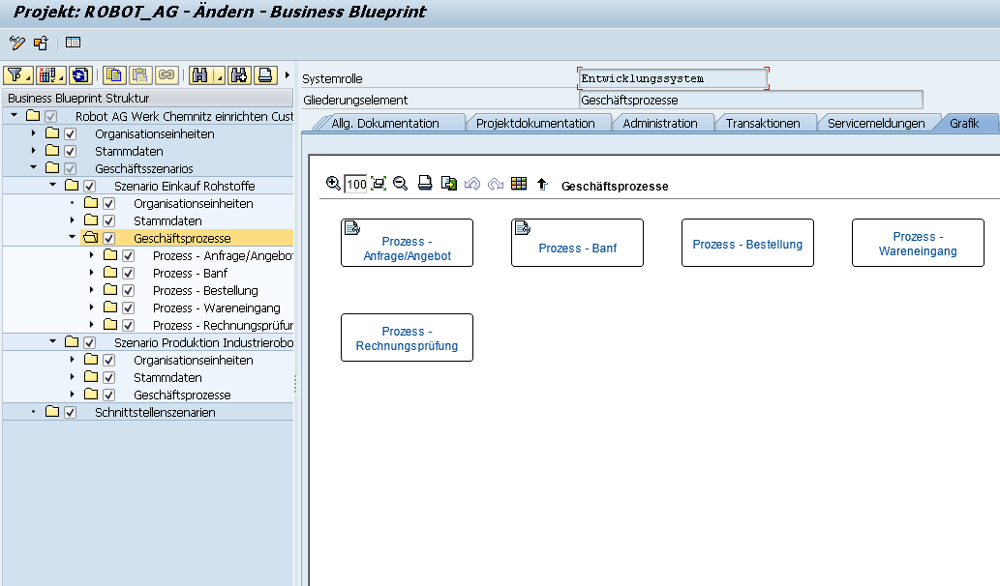 Projekt: ROBOT_AG - Ändern - Business Blueprint
Systemrolle
Entwicklungssystem
Gliederungselement
Geschäftsprozesse
Business Blueprint Struktur
Robot AG Werk Chemnitz einrichten Cust
Organisationseinheiten
Stammdaten
Geschäftsszenarios
Szenario Einkauf Rohstoffe
Organisationseinheiten
Stammdaten
Geschäftsprozesse
Prozess - Anfrage/Angebot
Prozess - Banf
Prozess - Bestellung
Prozess - Wareneingang
Prozess - Rechnungsprüfun
Szenario Produktion Industrierobo
Organisationseinheiten
Stammdaten
Geschäftsprozesse
Schnittstellenszenarien
Allg. Dokumentation
Projektdokumentation
Administration
Transaktionen
Servicemeldungen
Grafik
100
Geschäftsprozesse
Prozess -
Anfrage/Angebot
Prozess - Banf
Prozess - Bestellung
Prozess -
Wareneingang
Prozess -
Rechnungsprüfung